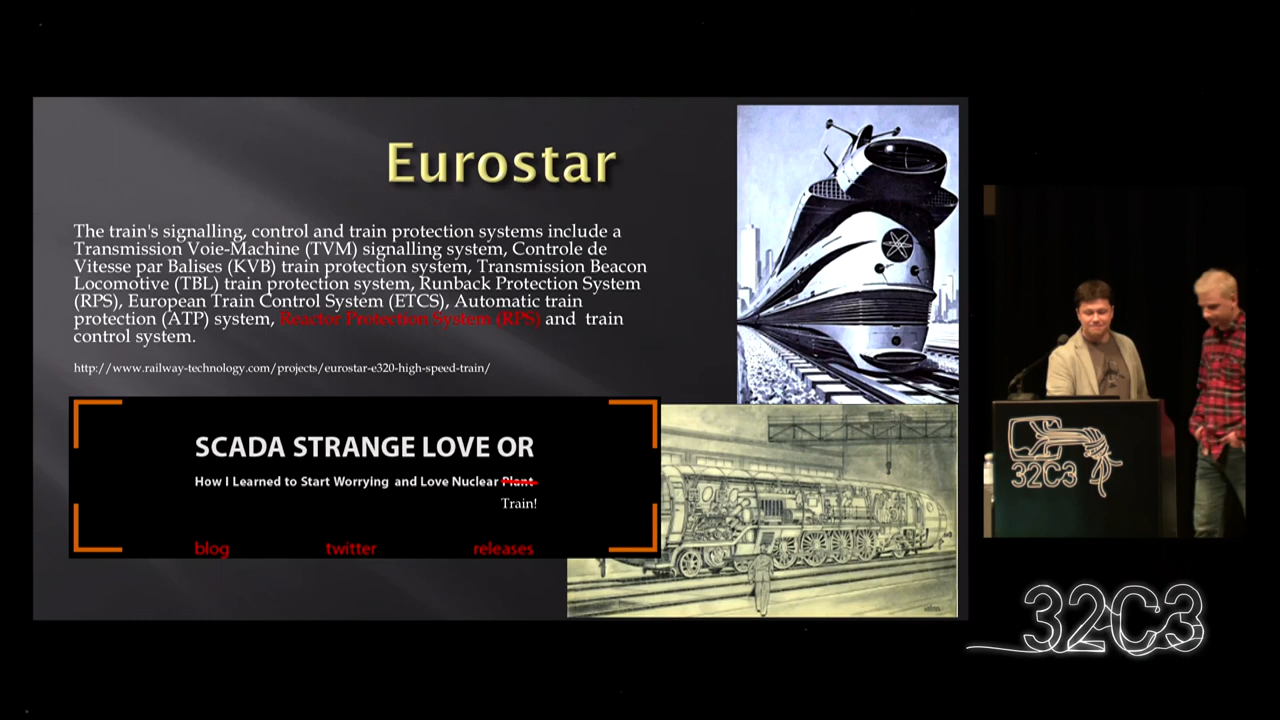 Eurostar
The train's signalling, control and train protection systems include a
Transmission Voie-Machine (TVM) signalling system, Controle de
Vitesse par Balises (KVB) train protection system, Transmission Beacon
Locomotive (TBL) train protection system, Runback Protection System
(RPS), European Train Control System (ETCS), Automatic train
protection (ATP) system, Reactor Protection System (RPS) and train
control system.
http://www.railway-technology.com/projects/eurostar-e320-high-speed-train/
SCADA STRANGE LOVE OR
How I Learned to Start Worrying and Love Nuclear Plant
Train!
blog twitter releases
32C3
32C3